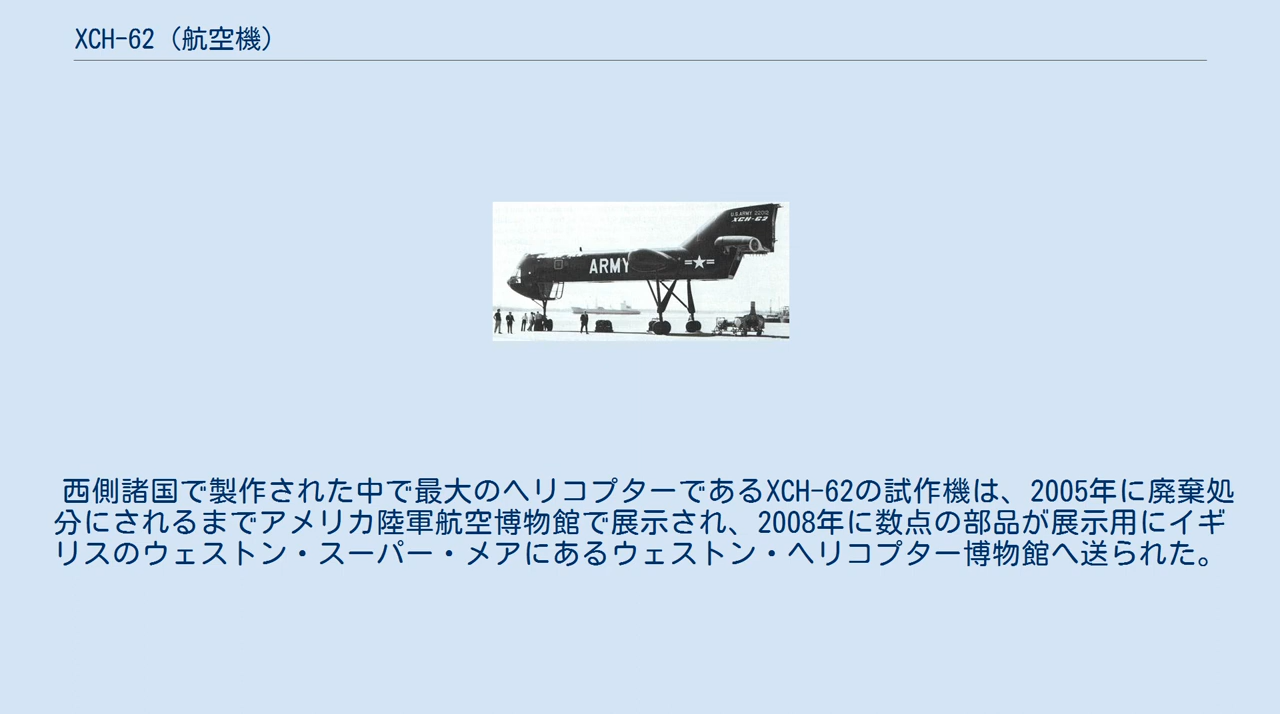 XCH-62（航空機）
U.S. ARMY
XCH-62
ARMY
西側諸国で製作された中で最大のヘリコプターであるXCH-62の試作機は、2005年に廃棄処
分にされるまでアメリカ陸軍航空博物館で展示され、2008年に数点の部品が展示用にイギ
リスのウェストン・スーパー・メアにあるウェストン・ヘリコプター博物館へ送られた。